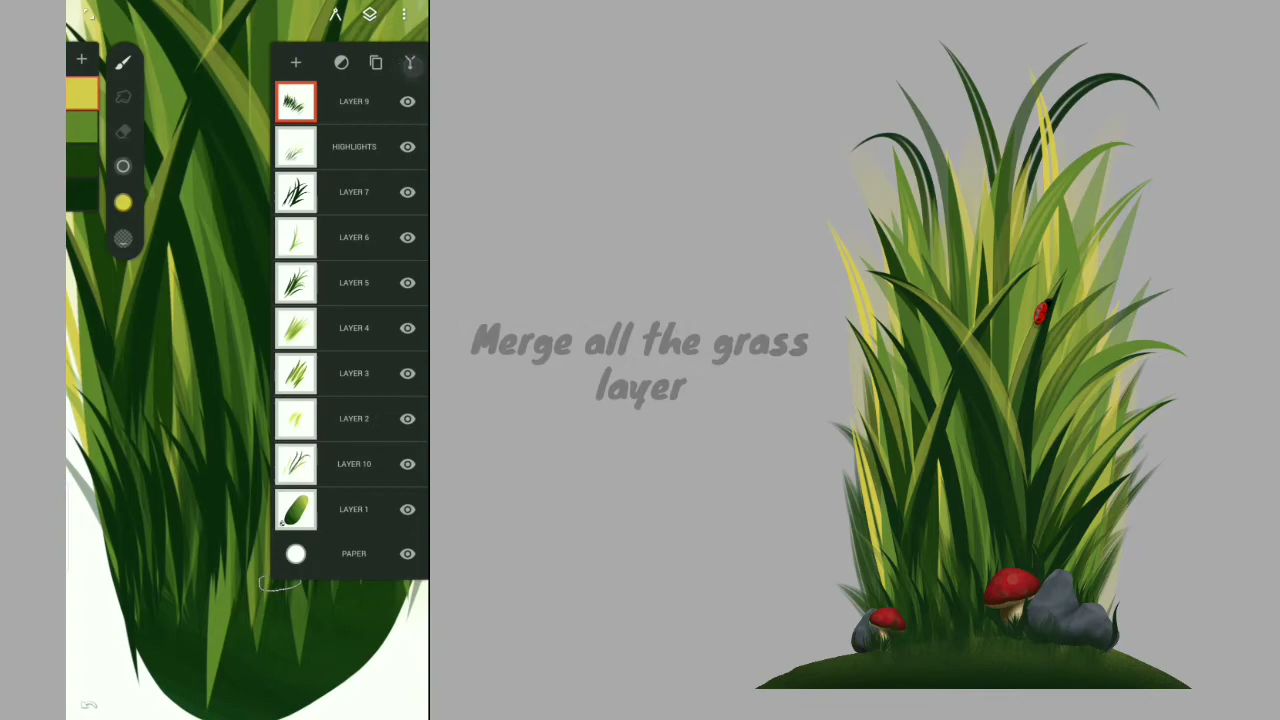 LAYER 9
HIGHLIGHTS
LAYER 7
LAYER 6
LAYER 5
LAYER 4
LAYER 3
LAYER 2
LAYER 10
LAYER 1
PAPER
Merge all the grass
layer